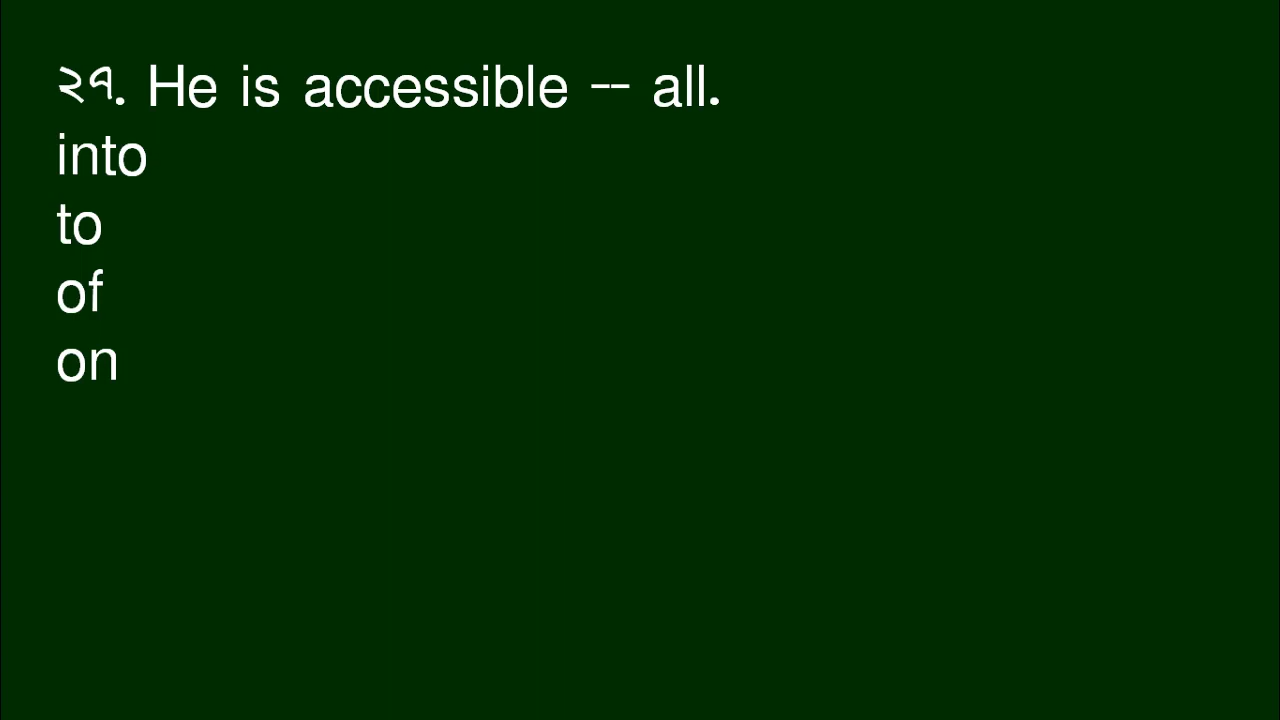 ২৭. He is accessible -- all.
into
to
of
on